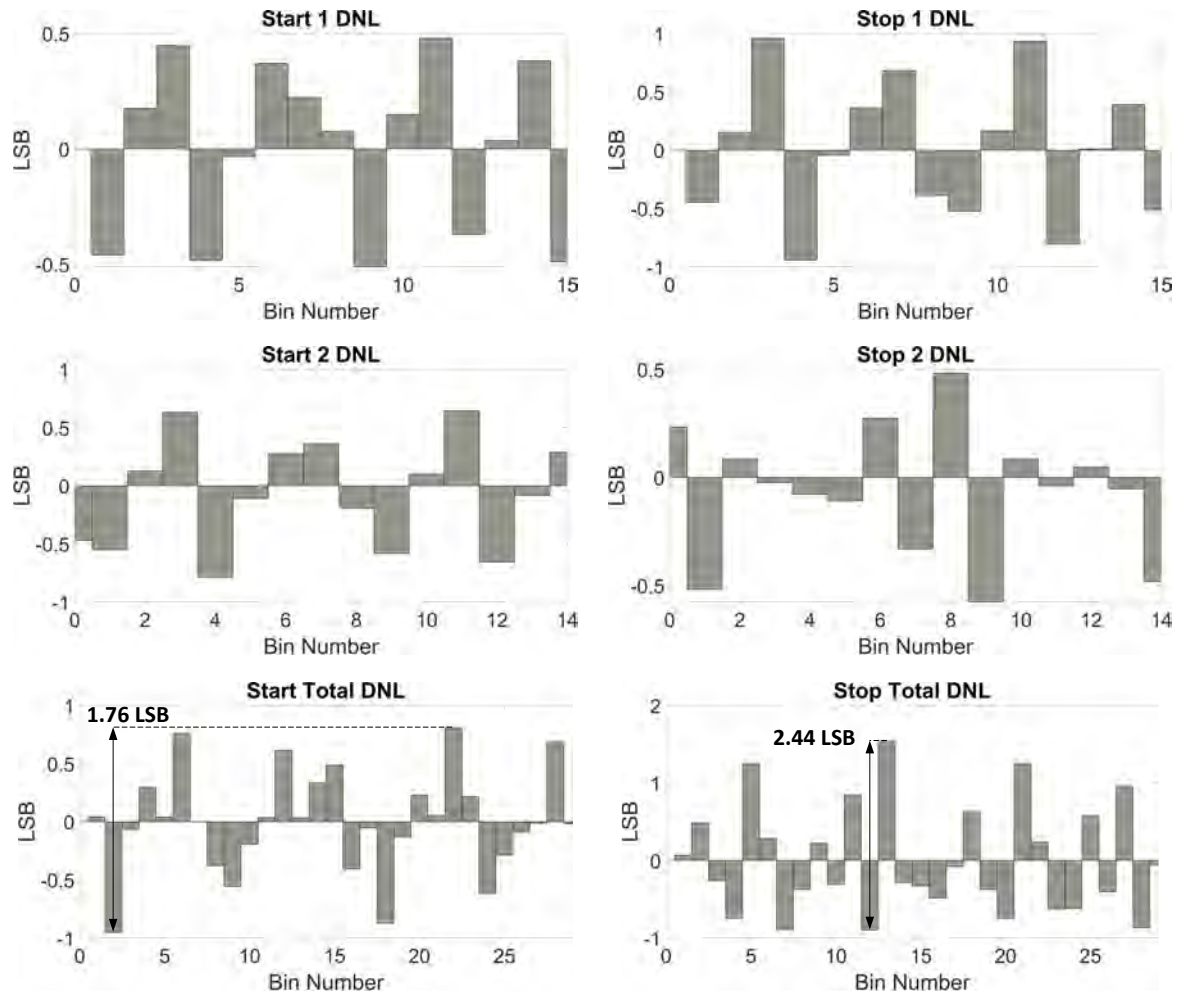 Start 1 DNL
0.5
0
-0.5
LSB
0 5 10 15
Bin Number
Stop 1 DNL
1
0.5
0
-0.5
-1
LSB
0 5 10 15
Bin Number
Start 2 DNL
1
0.5
0
-0.5
-1
LSB
0 2 4 6 8 10 12 14
Bin Number
Stop 2 DNL
0.5
0
-0.5
LSB
0 2 4 6 8 10 12 14
Bin Number
Start Total DNL
1.76 LSB
1
0.5
0
-0.5
-1
LSB
0 5 10 15 20 25
Bin Number
Stop Total DNL
2.44 LSB
2
1
0
-1
LSB
0 5 10 15 20 25
Bin Number